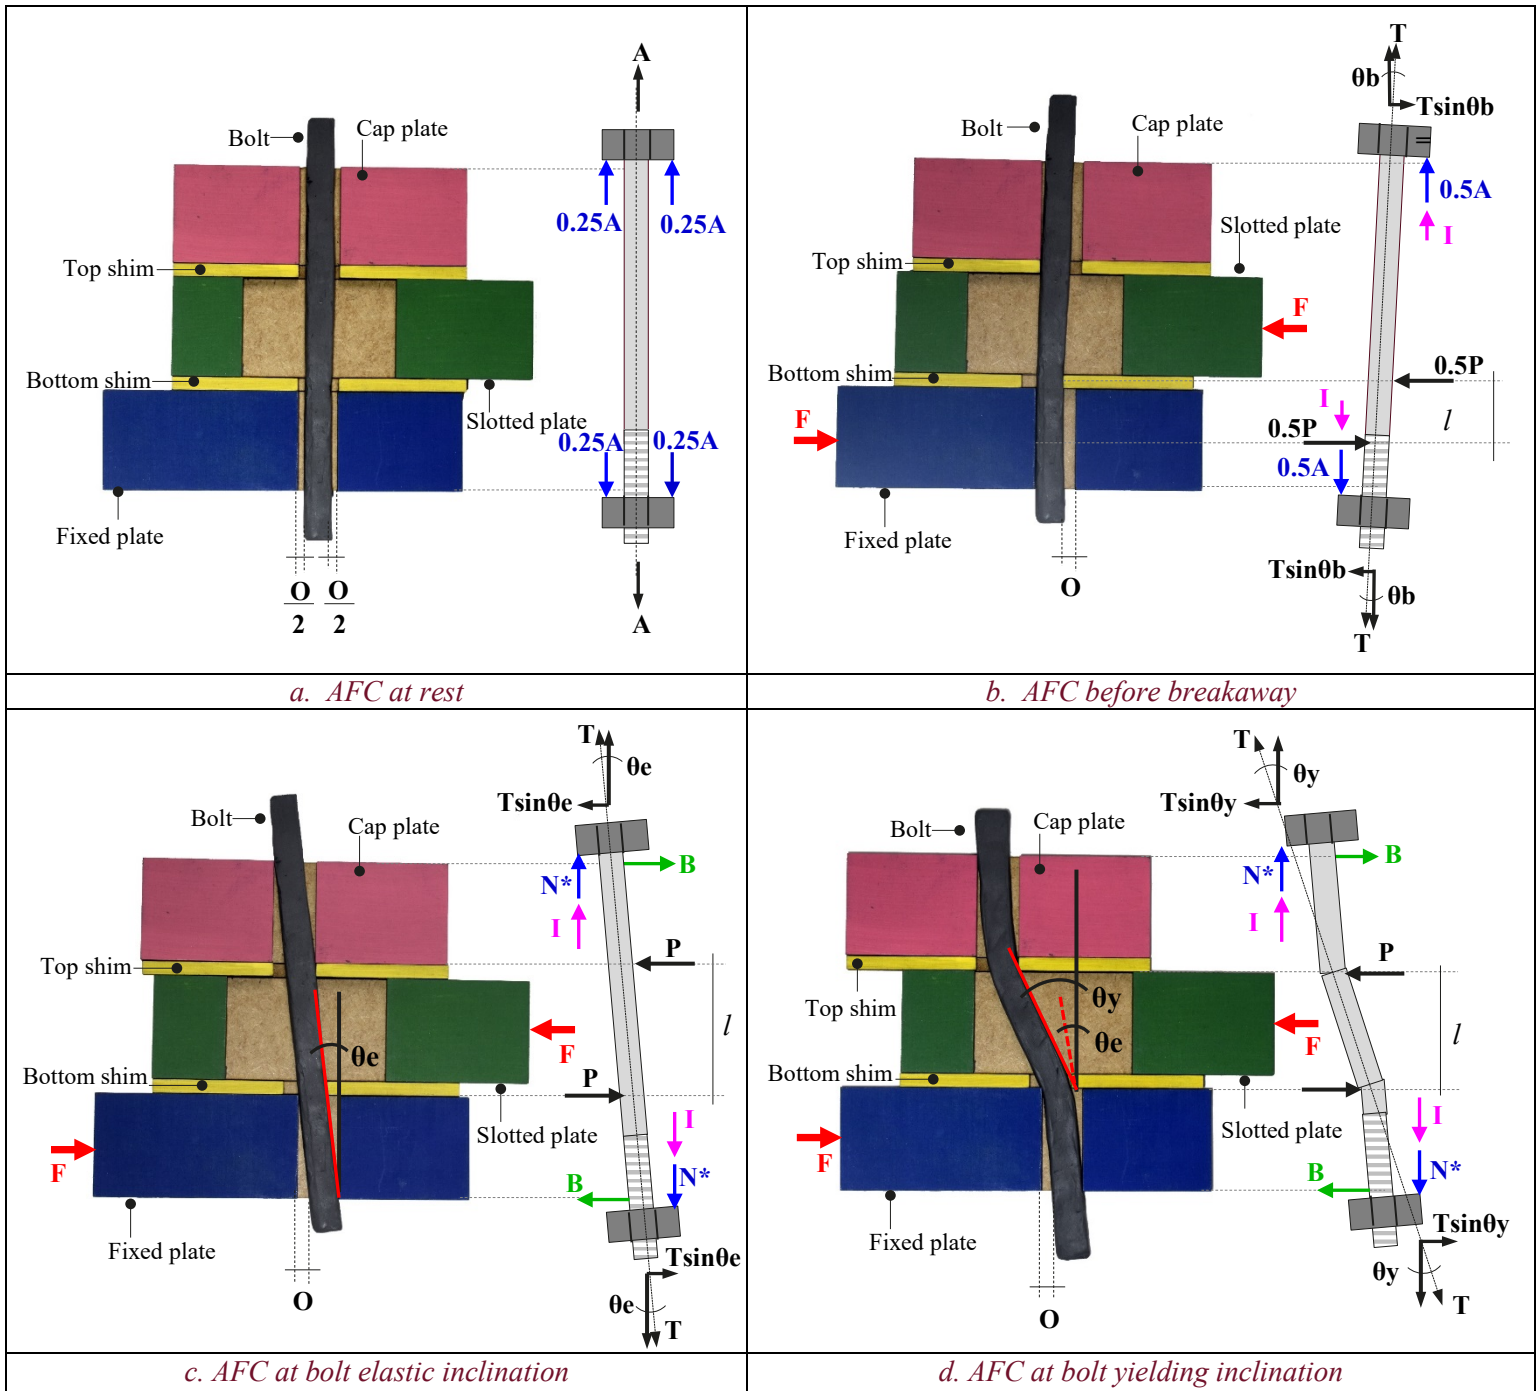 A
Bolt
Cap plate
0.25A
0.25A
Top shim
Bottom shim
Slotted plate
0.25A
0.25A
Fixed plate
O
2
O
2
A
a. AFC at rest
T
θb
Tsinθb
Bolt
Cap plate
=
0.5A
Slotted plate
I
Top shim
F
Bottom shim
0.5P
I
l
F
0.5P
0.5A
Fixed plate
Tsinθb
O
θb
T
b. AFC before breakaway
T
θe
Tsinθe
Bolt
Cap plate
B
N*
I
P
Top shim
l
F
θe
Bottom shim
P
I
Slotted plate
F
N*
B
Fixed plate
Tsinθe
O
θe
T
c. AFC at bolt elastic inclination
T
θy
Tsinθy
Bolt
Cap plate
B
N*
I
P
θy
Top shim
F
θe
l
Bottom shim
I
Slotted plate
F
N*
B
Tsinθy
Fixed plate
θy
O
T
d. AFC at bolt yielding inclination